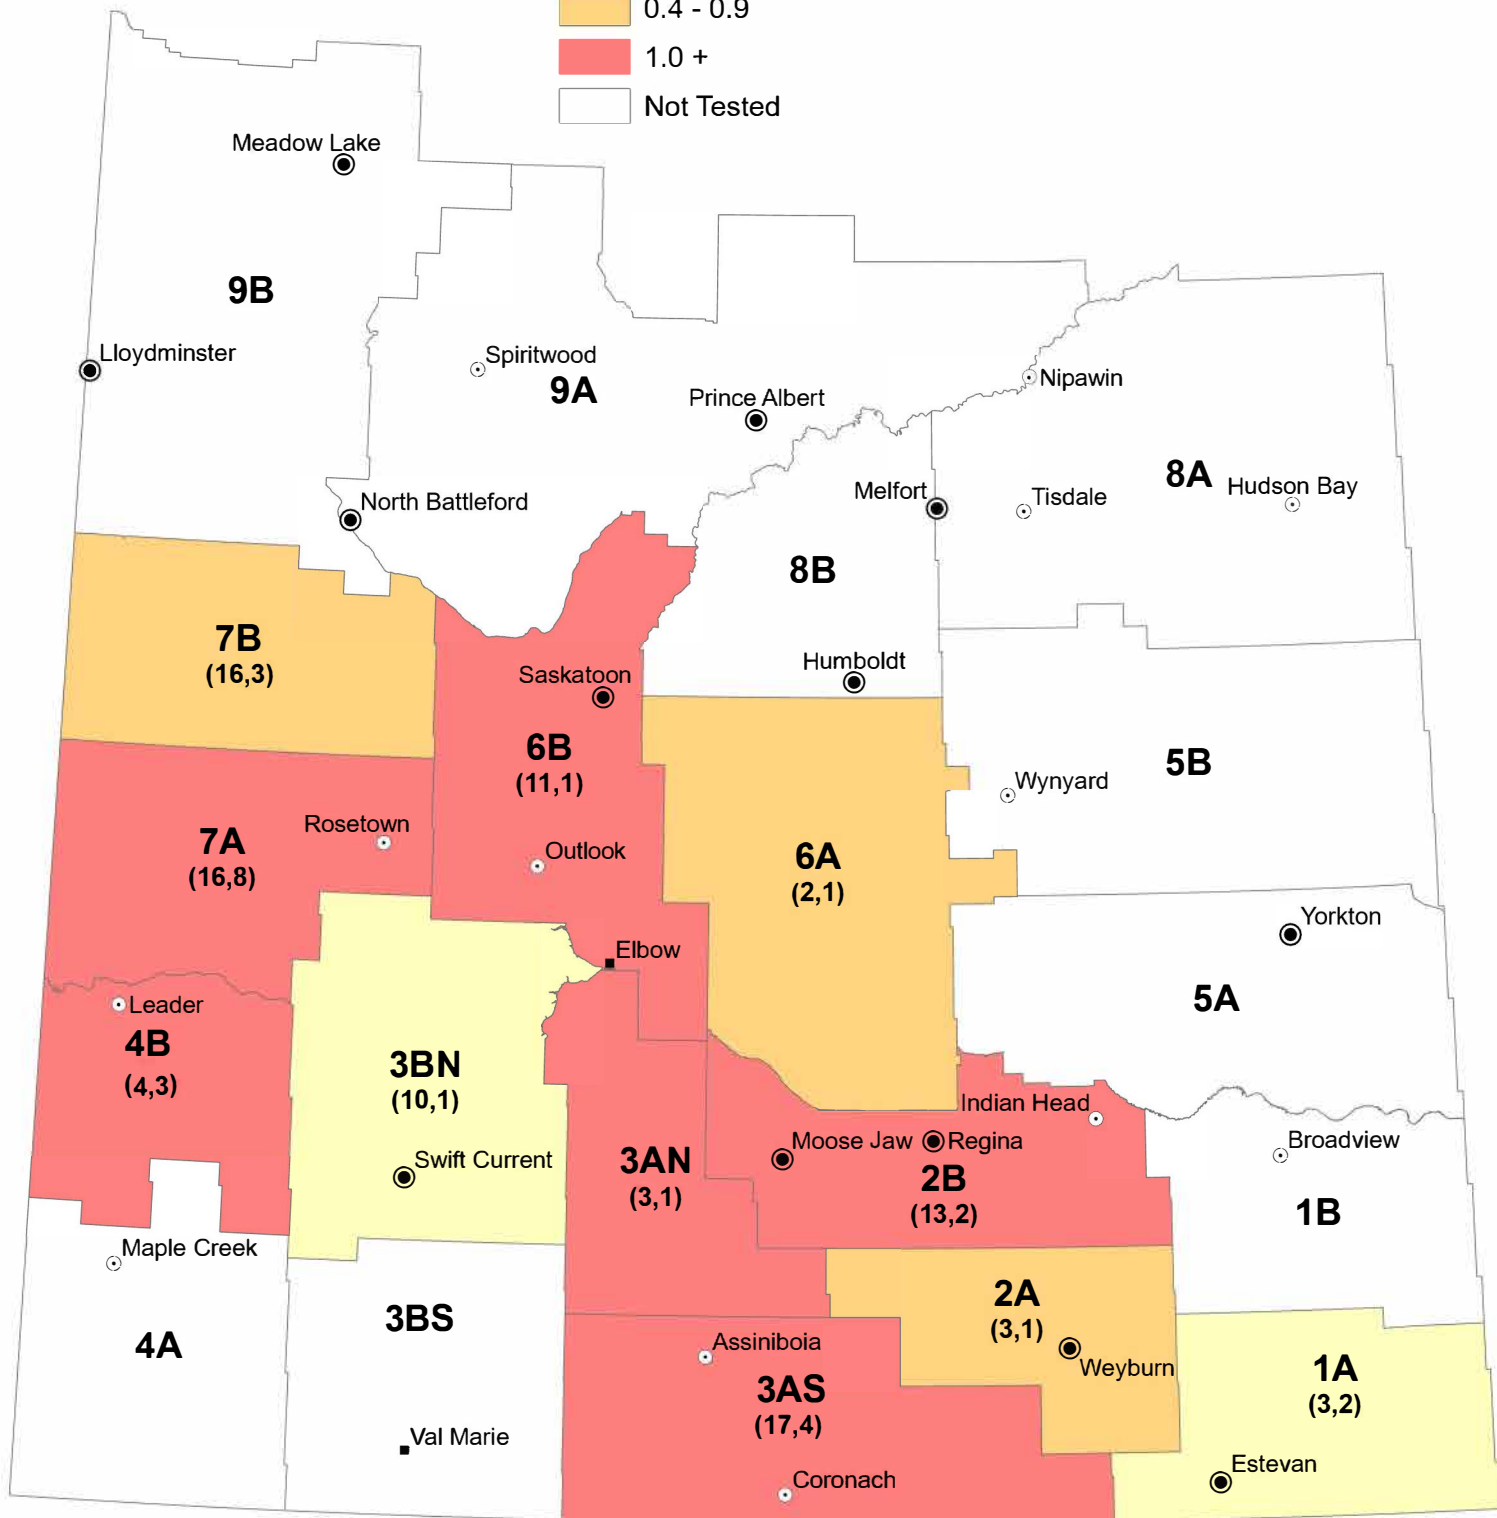 0.4 - 0.9
1.0 +
Not Tested
Meadow Lake
9B
Lloydminster
Spiritwood
9A
Prince Albert
Nipawin
8A
Hudson Bay
Melfort
Tisdale
North Battleford
8B
7B
(16,3)
Humboldt
Saskatoon
6B
(11,1)
5B
Wynyard
Rosetown
7A
(16,8)
Outlook
6A
(2,1)
Yorkton
Elbow
5A
Leader
4B
(4,3)
3BN
(10,1)
Indian Head
Moose Jaw
Regina
Broadview
Swift Current
3AN
(3,1)
2B
(13,2)
1B
Maple Creek
3BS
2A
(3,1)
4A
Assiniboia
Weyburn
1A
(3,2)
3AS
(17,4)
Val Marie
Estevan
Coronach